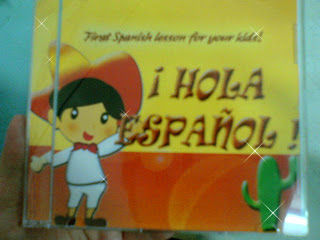 First Spanish lesson for your kids!
¡ HOLA
ESPAÑOL !